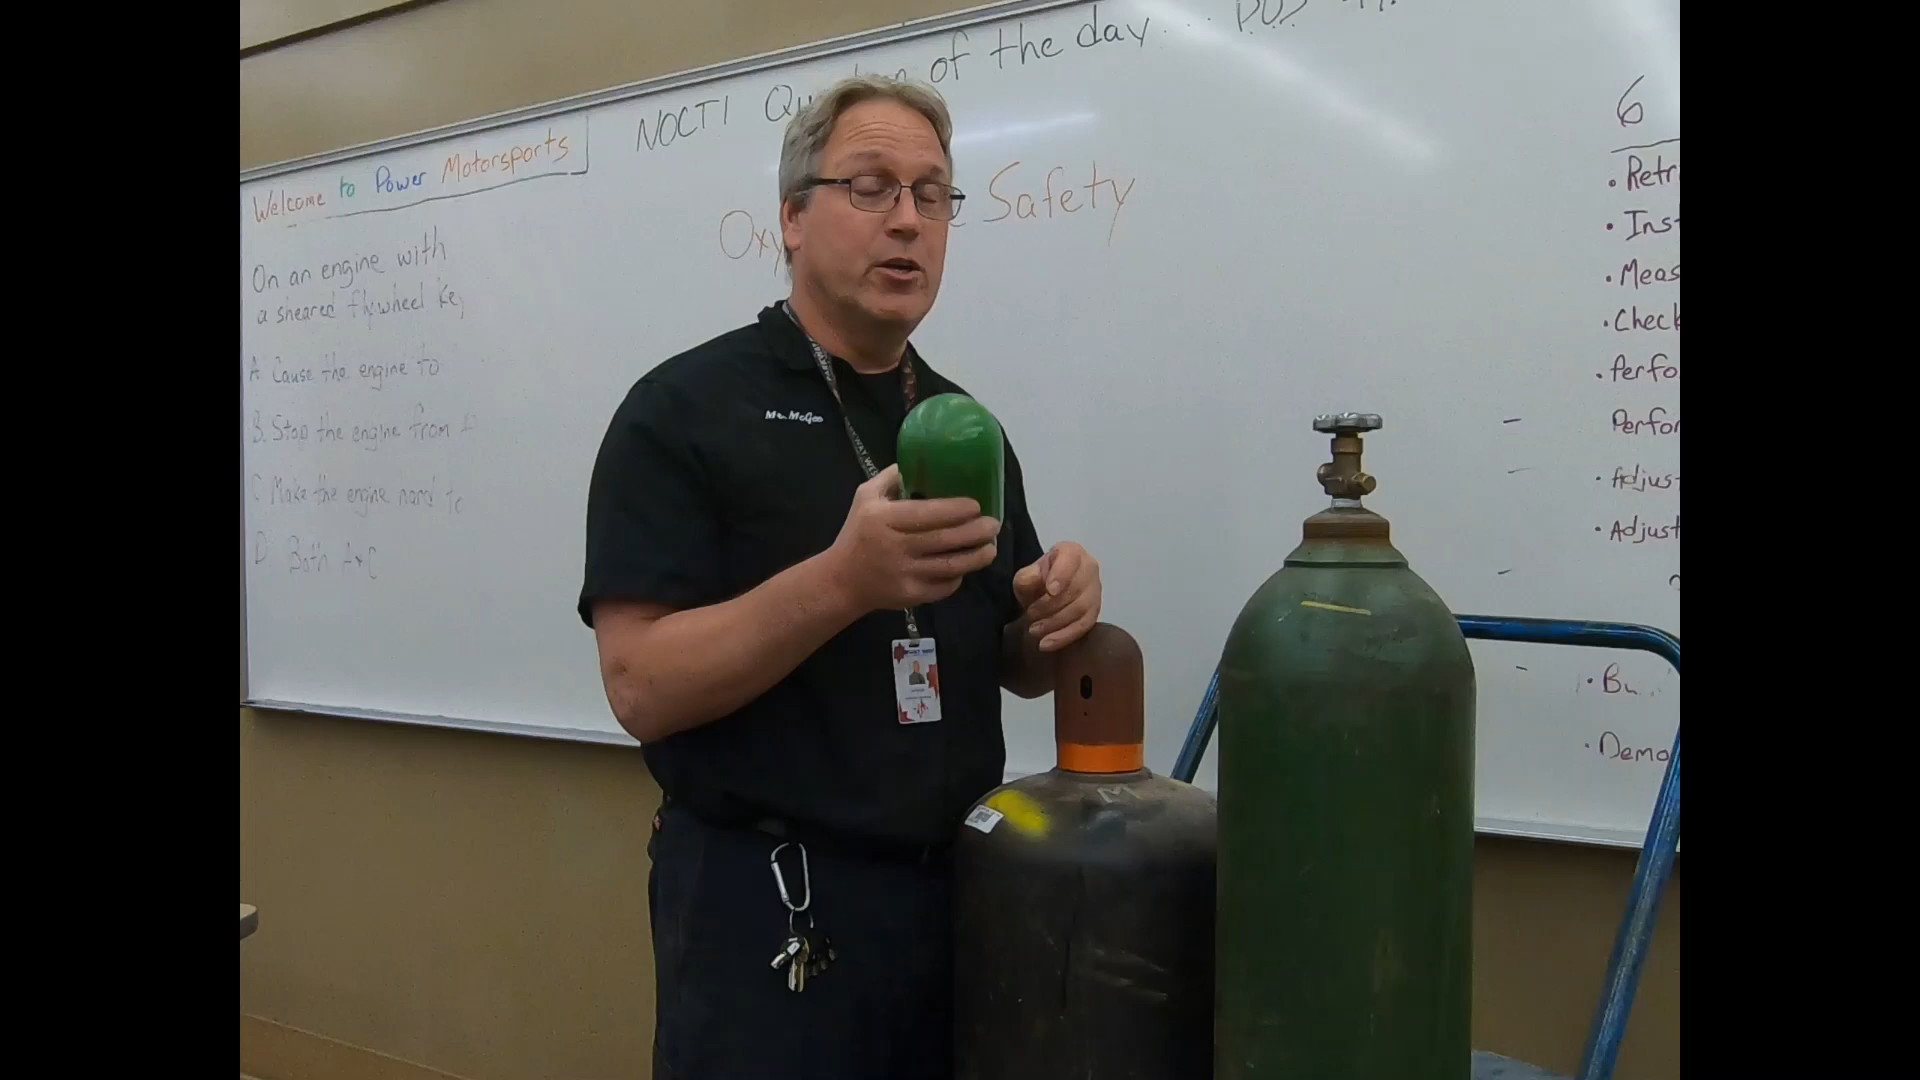 NOCTI of the day..
Welcome to Power Motorsports
Safety
On an engine with
a sheared flywheel Ke
A. Cause the engine to
B. Stop the engine from
C Make the engine hard to
D Both A+C
Mr. McGee
6
• Retr
• Ins
• Meas
• Check
• Perfo
Perfor
• Adjus
• Adjust
• Bu
• Demo
M